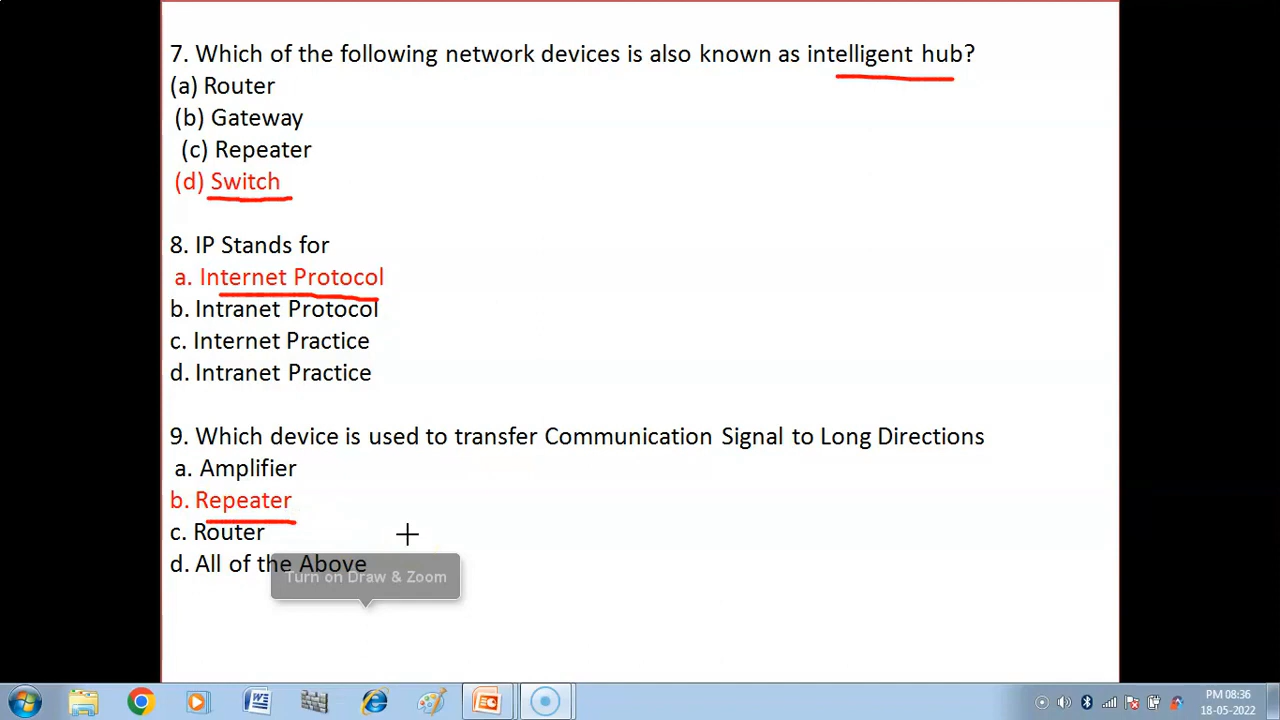 7. Which of the following network devices is also known as intelligent hub?
(a) Router
(b) Gateway
(c) Repeater
(d) Switch
8. IP Stands for
a. Internet Protocol
b. Intranet Protocol
c. Internet Practice
d. Intranet Practice
9. Which device is used to transfer Communication Signal to Long Directions
a. Amplifier
b. Repeater
c. Router
d. All of the Above
Turn on Draw & Zoom
PM 08:36
18-05-2022